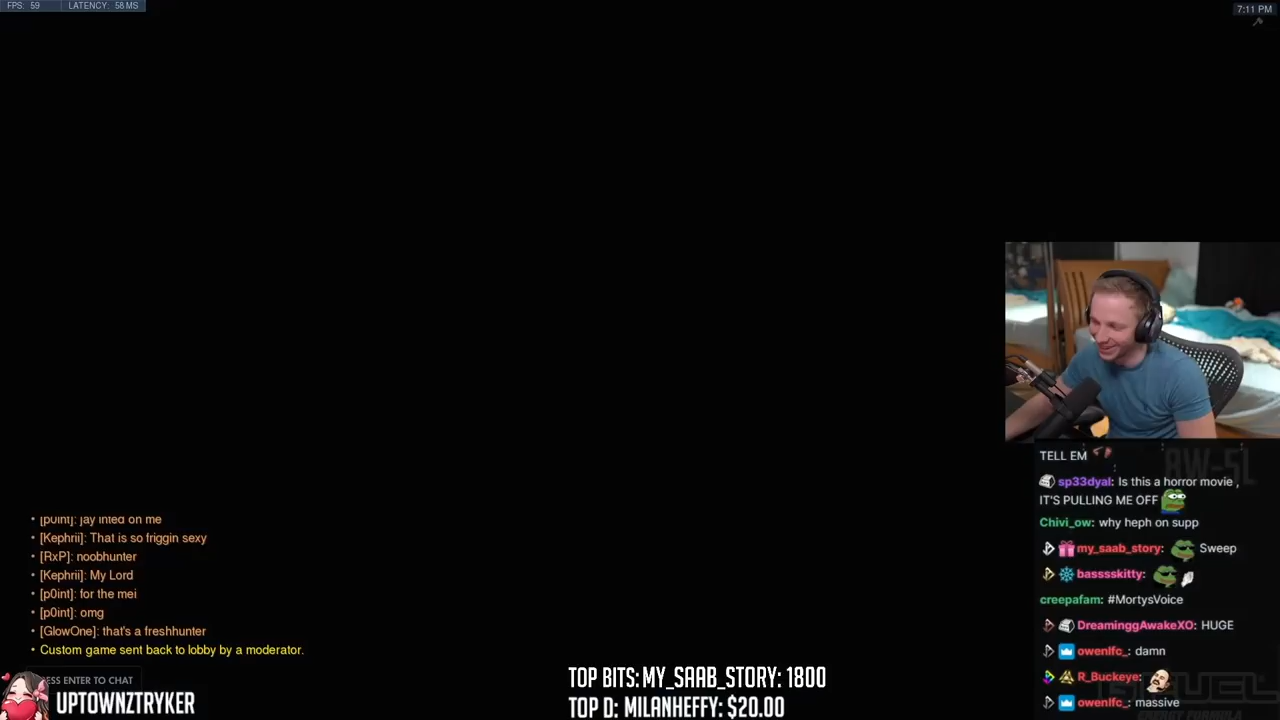 FPS: 59 LATENCY: 58 MS
7:11 PM
[p0int]: jay inted on me
[Kephrii]: That is so friggin sexy
[RxP]: noobhunter
[Kephrii]: My Lord
[p0int]: for the mei
[p0int]: omg
[GlowOne]: that's a freshhunter
Custom game sent back to lobby by a moderator.
ESS ENTER TO CHAT
UPTOWNZTRYKER
TOP BITS: MY_SAAB_STORY: 1800
TOP D: MILANHEFFY: $20.00
TELL EM
sp33dyal: Is this a horror movie ,
IT'S PULLING ME OFF
Chivi_ow: why heph on supp
my_saab_story: Sweep
basssskitty:
creepafam: #MortysVoice
DreaminggAwakeXO: HUGE
owenlfc_: damn
R_Buckeye:
owenlfc_: massive